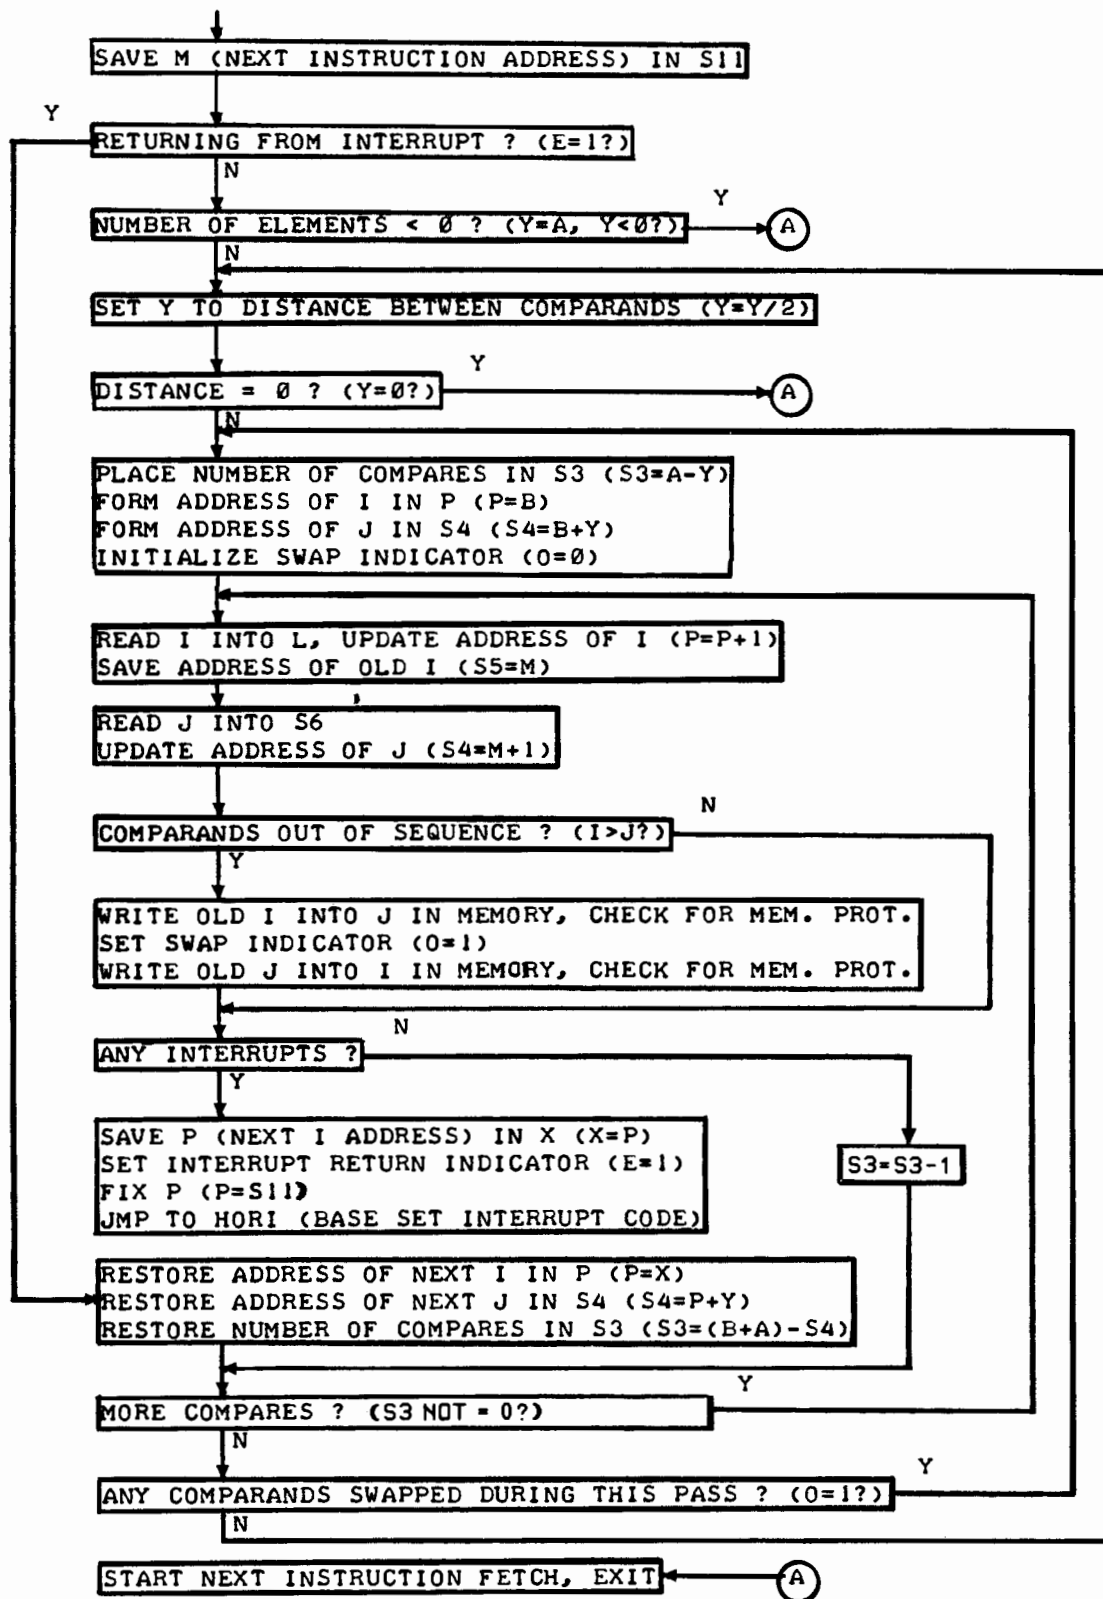 SAVE M (NEXT INSTRUCTION ADDRESS) IN S11
Y
RETURNING FROM INTERRUPT ? (E=1?)
N
Y
NUMBER OF ELEMENTS < Ø ? (Y=A, Y<Ø?)
A
N
SET Y TO DISTANCE BETWEEN COMPARANDS (Y=Y/2)
Y
DISTANCE = Ø ? (Y=Ø?)
A
N
PLACE NUMBER OF COMPARES IN S3 (S3=A-Y)
FORM ADDRESS OF I IN P (P=B)
FORM ADDRESS OF J IN S4 (S4=B+Y)
INITIALIZE SWAP INDICATOR (O=Ø)
READ I INTO L, UPDATE ADDRESS OF I (P=P+1)
SAVE ADDRESS OF OLD I (S5=M)
READ J INTO S6
UPDATE ADDRESS OF J (S4=M+1)
N
COMPARANDS OUT OF SEQUENCE ? (I>J?)
Y
WRITE OLD I INTO J IN MEMORY, CHECK FOR MEM. PROT.
SET SWAP INDICATOR (O=1)
WRITE OLD J INTO I IN MEMORY, CHECK FOR MEM. PROT.
N
ANY INTERRUPTS ?
Y
SAVE P (NEXT I ADDRESS) IN X (X=P)
SET INTERRUPT RETURN INDICATOR (E=1)
S3=S3-1
FIX P (P=S11)
JMP TO HORI (BASE SET INTERRUPT CODE)
RESTORE ADDRESS OF NEXT I IN P (P=X)
RESTORE ADDRESS OF NEXT J IN S4 (S4=P+Y)
RESTORE NUMBER OF COMPARES IN S3 (S3=(B+A)-S4)
Y
MORE COMPARES ? (S3 NOT = 0?)
N
Y
ANY COMPARANDS SWAPPED DURING THIS PASS ? (O=1?)
N
START NEXT INSTRUCTION FETCH, EXIT
A